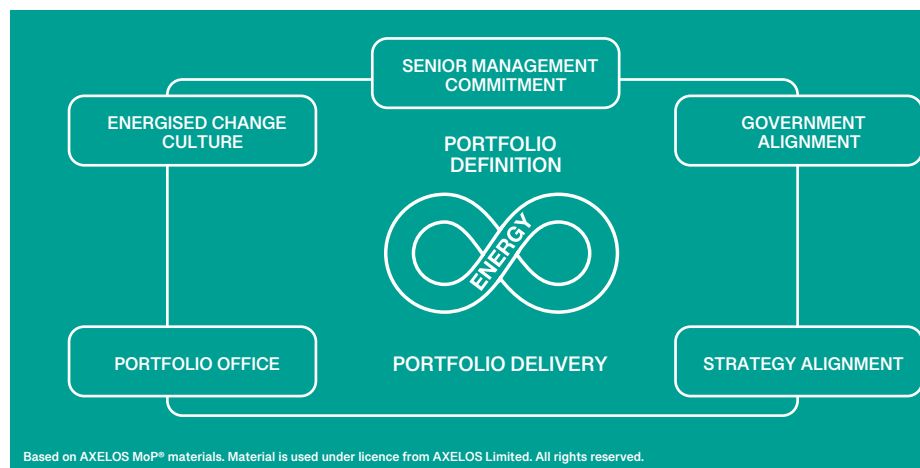 SENIOR MANAGEMENT
COMMITMENT
ENERGISED CHANGE
CULTURE
GOVERNMENT
ALIGNMENT
PORTFOLIO
DEFINITION
ENERGY
PORTFOLIO OFFICE
PORTFOLIO DELIVERY
STRATEGY ALIGNMENT
Based on AXELOS MoP® materials. Material is used under licence from AXELOS Limited. All rights reserved.